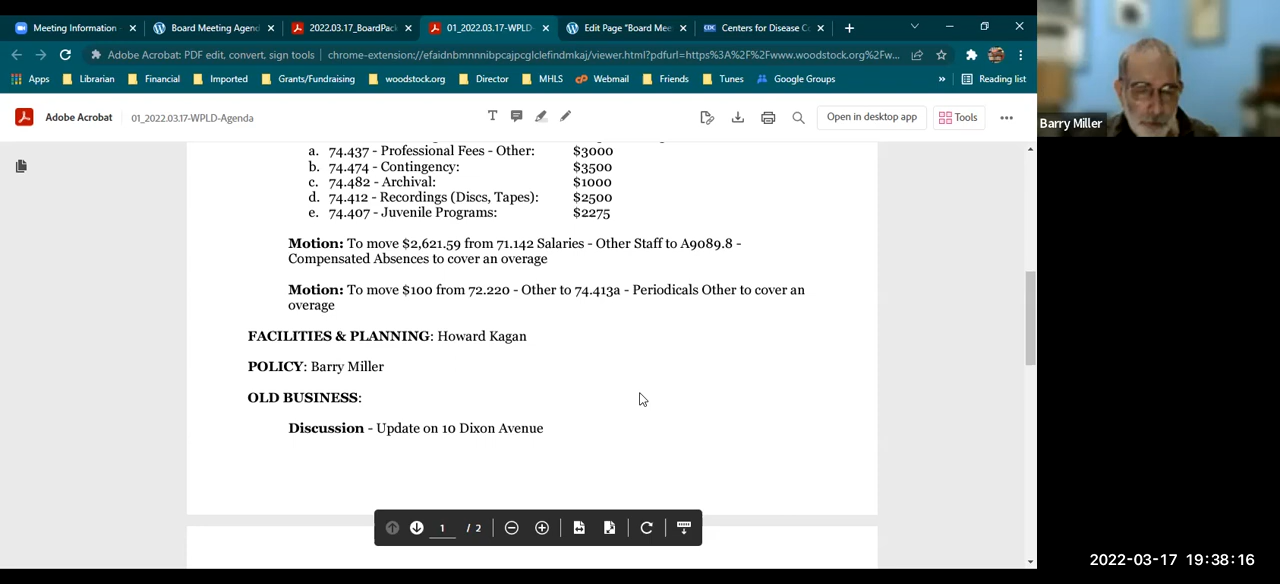 Meeting Information -
Board Meeting Agend
2022.03.17_BoardPack
01_2022.03.17-WPLD-
Edit Page "Board Mee
CDC
Centers for Disease Co
Adobe Acrobat: PDF edit, convert, sign tools | chrome-extension://efaidnbmnnnibpcajpcglclefindmkaj/viewer.html?pdfurl=https%3A%2F%2Fwww.woodstock.org%2Fw...
Apps
Librarian
Financial
Imported
Grants/Fundraising
woodstock.org
Director
MHLS
Webmail
Friends
Tunes
Google Groups
»
Reading list
Adobe Acrobat
01_2022.03.17-WPLD-Agenda
Open in desktop app
Tools
Barry Miller
a. 74.437 - Professional Fees - Other: $3000
b. 74.474 - Contingency: $3500
c. 74.482 - Archival: $1000
d. 74.412 - Recordings (Discs, Tapes): $2500
e. 74.407 - Juvenile Programs: $2275
Motion: To move $2,621.59 from 71.142 Salaries - Other Staff to A9089.8 -
Compensated Absences to cover an overage
Motion: To move $100 from 72.220 - Other to 74.413a - Periodicals Other to cover an
overage
FACILITIES & PLANNING: Howard Kagan
POLICY: Barry Miller
OLD BUSINESS:
Discussion - Update on 10 Dixon Avenue
1 / 2
2022-03-17 19:38:16